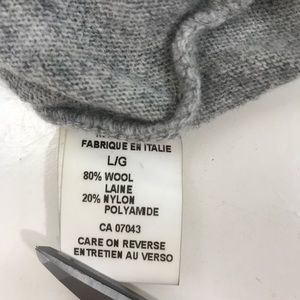 FABRIQUE EN ITALIE
L/G
80% WOOL
LAINE
20% NYLON
POLYAMIDE
CA 07043
CARE ON REVERSE
ENTRETIEN AU VERSO